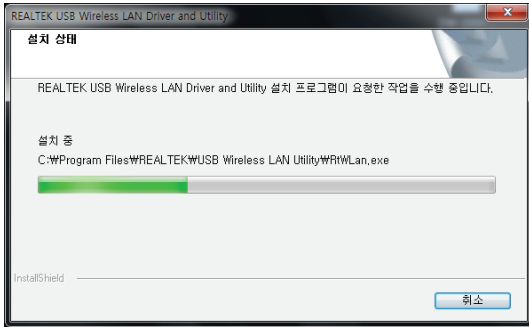 REALTEK USB Wireless LAN Driver and Utility
설치 상태
REALTEK USB Wireless LAN Driver and Utility 설치 프로그램이 요청한 작업을 수행 중입니다.
설치 중
C:₩Program Files₩REALTEK₩USB Wireless LAN Utility₩RtWLan.exe
InstallShield
취소